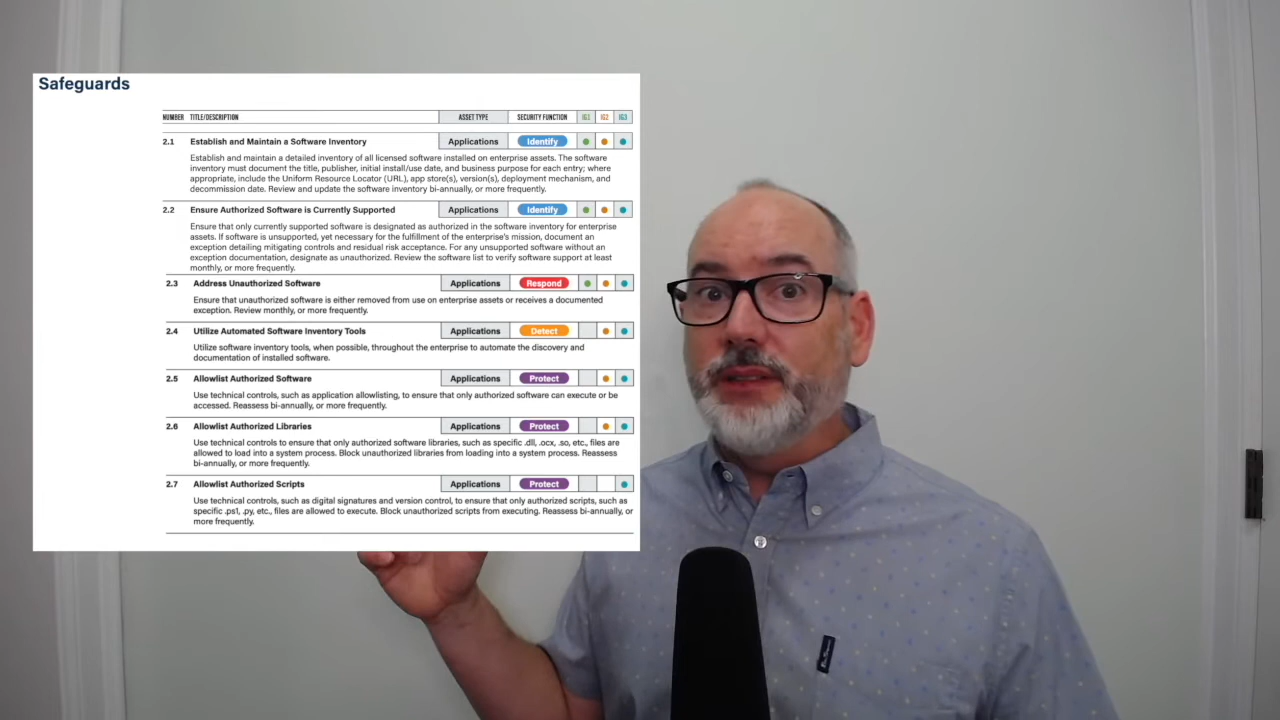 Safeguards
NUMBER TITLE/DESCRIPTION ASSET TYPE SECURITY FUNCTION IG1 IG2 IG3
2.1 Establish and Maintain a Software Inventory Applications Identify
Establish and maintain a detailed inventory of all licensed software installed on enterprise assets. The software
inventory must document the title, publisher, initial install/use date, and business purpose for each entry; where
appropriate, include the Uniform Resource Locator (URL), app store(s), version(s), deployment mechanism, and
decommission date. Review and update the software inventory bi-annually, or more frequently.
2.2 Ensure Authorized Software is Currently Supported Applications Identify
Ensure that only currently supported software is designated as authorized in the software inventory for enterprise
assets. If software is unsupported, yet necessary for the fulfillment of the enterprise's mission, document an
exception detailing mitigating controls and residual risk acceptance. For any unsupported software without an
exception documentation, designate as unauthorized. Review the software list to verify software support at least
monthly, or more frequently.
2.3 Address Unauthorized Software Applications Respond
Ensure that unauthorized software is either removed from use on enterprise assets or receives a documented
exception. Review monthly, or more frequently.
2.4 Utilize Automated Software Inventory Tools Applications Detect
Utilize software inventory tools, when possible, throughout the enterprise to automate the discovery and
documentation of installed software.
2.5 Allowlist Authorized Software Applications Protect
Use technical controls, such as application allowlisting, to ensure that only authorized software can execute or be
accessed. Reassess bi-annually, or more frequently.
2.6 Allowlist Authorized Libraries Applications Protect
Use technical controls to ensure that only authorized software libraries, such as specific .dll, .ocx, .so, etc., files are
allowed to load into a system process. Block unauthorized libraries from loading into a system process. Reassess
bi-annually, or more frequently.
2.7 Allowlist Authorized Scripts Applications Protect
Use technical controls, such as digital signatures and version control, to ensure that only authorized scripts, such as
specific .ps1, .py, etc., files are allowed to execute. Block unauthorized scripts from executing. Reassess bi-annually, or
more frequently.